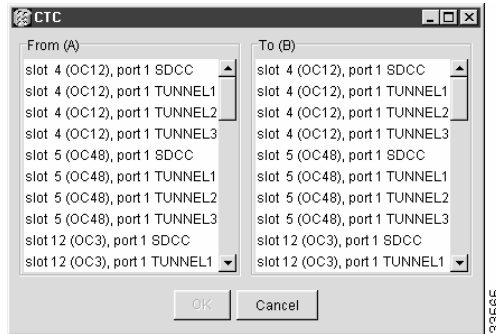 CTC
From (A)
slot 4 (OC12), port 1 SDCC
slot 4 (OC12), port 1 TUNNEL1
slot 4 (OC12), port 1 TUNNEL2
slot 4 (OC12), port 1 TUNNEL3
slot 5 (OC48), port 1 SDCC
slot 5 (OC48), port 1 TUNNEL1
slot 5 (OC48), port 1 TUNNEL2
slot 5 (OC48), port 1 TUNNEL3
slot 12 (OC3), port 1 SDCC
slot 12 (OC3), port 1 TUNNEL1
To (B)
slot 4 (OC12), port 1 SDCC
slot 4 (OC12), port 1 TUNNEL1
slot 4 (OC12), port 1 TUNNEL2
slot 4 (OC12), port 1 TUNNEL3
slot 5 (OC48), port 1 SDCC
slot 5 (OC48), port 1 TUNNEL1
slot 5 (OC48), port 1 TUNNEL2
slot 5 (OC48), port 1 TUNNEL3
slot 12 (OC3), port 1 SDCC
slot 12 (OC3), port 1 TUNNEL1
OK
Cancel
33565